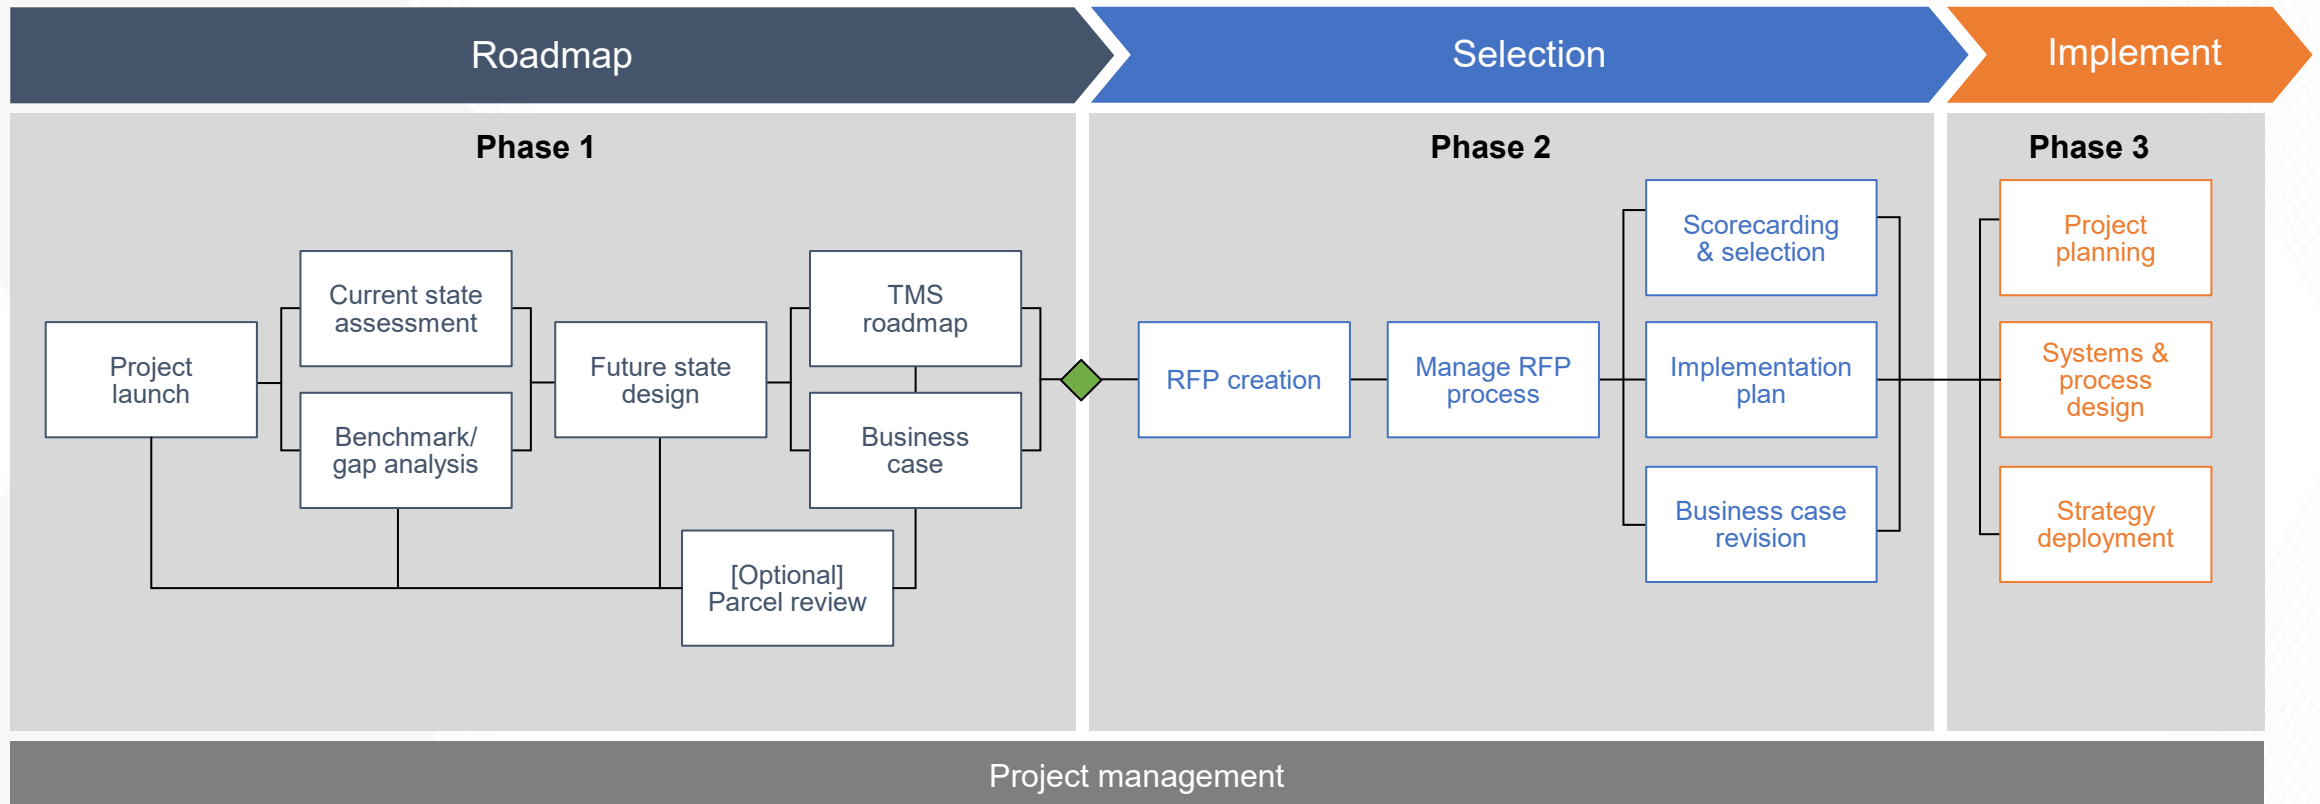 Roadmap
Selection
Implement
Phase 1
Phase 2
Phase 3
Project
launch
Current state
assessment
Benchmark/
gap analysis
Future state
design
TMS
roadmap
Business
case
[Optional]
Parcel review
RFP creation
Manage RFP
process
Scorecarding
& selection
Implementation
plan
Business case
revision
Project
planning
Systems &
process
design
Strategy
deployment
Project management